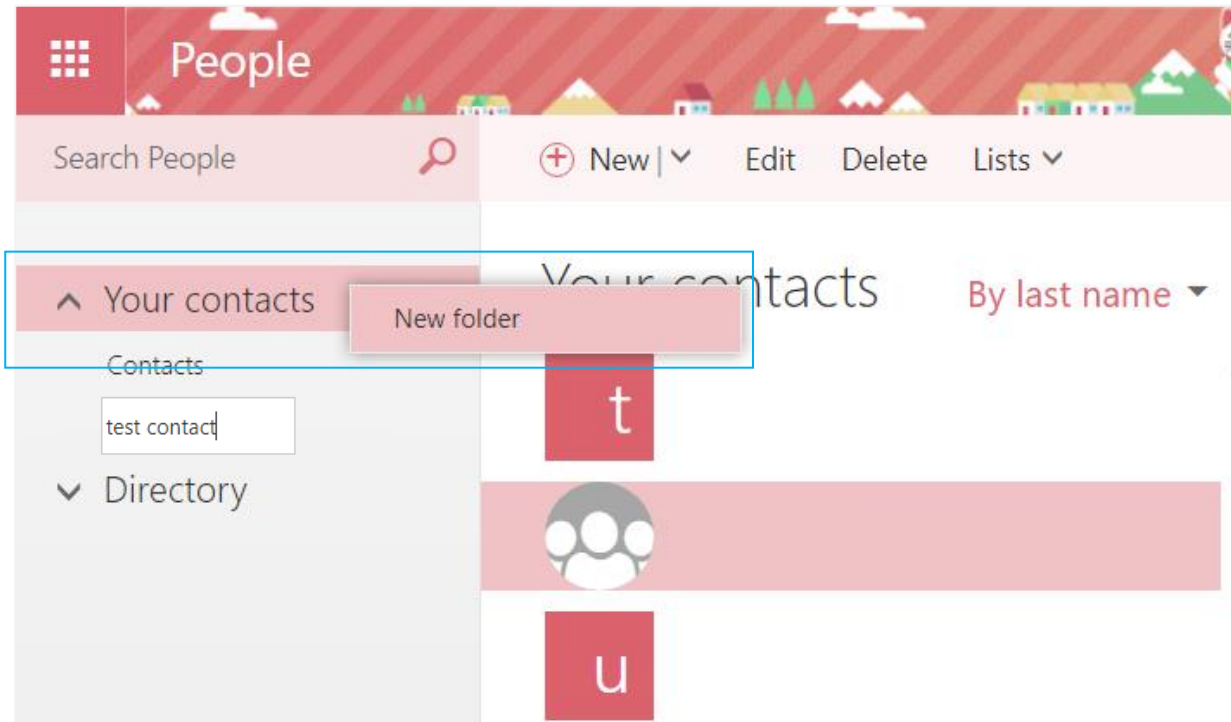 People
Search People
New | Edit Delete Lists
Your contacts
New folder
Contacts
test contact
Directory
Your contacts By last name
t
u